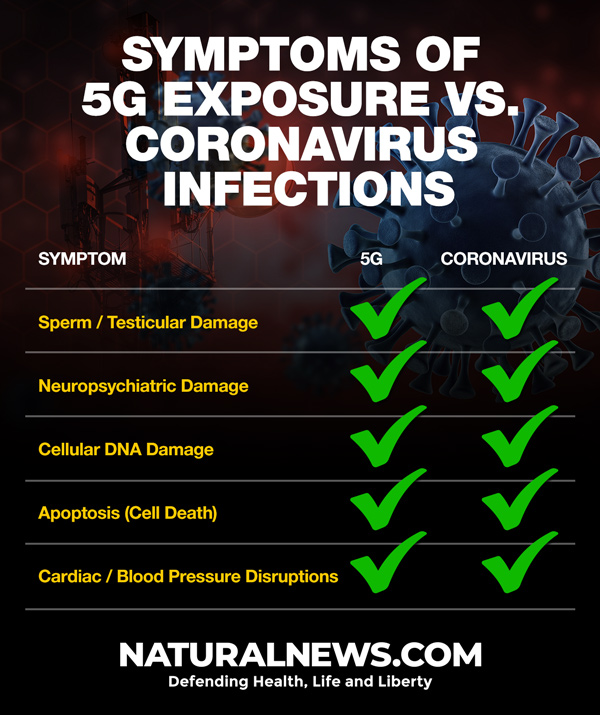 SYMPTOMS OF
5G EXPOSURE VS.
CORONAVIRUS
INFECTIONS
SYMPTOM 5G CORONAVIRUS
Sperm / Testicular Damage
Neuropsychiatric Damage
Cellular DNA Damage
Apoptosis (Cell Death)
Cardiac / Blood Pressure Disruptions
NATURALNEWS.COM
Defending Health, Life and Liberty